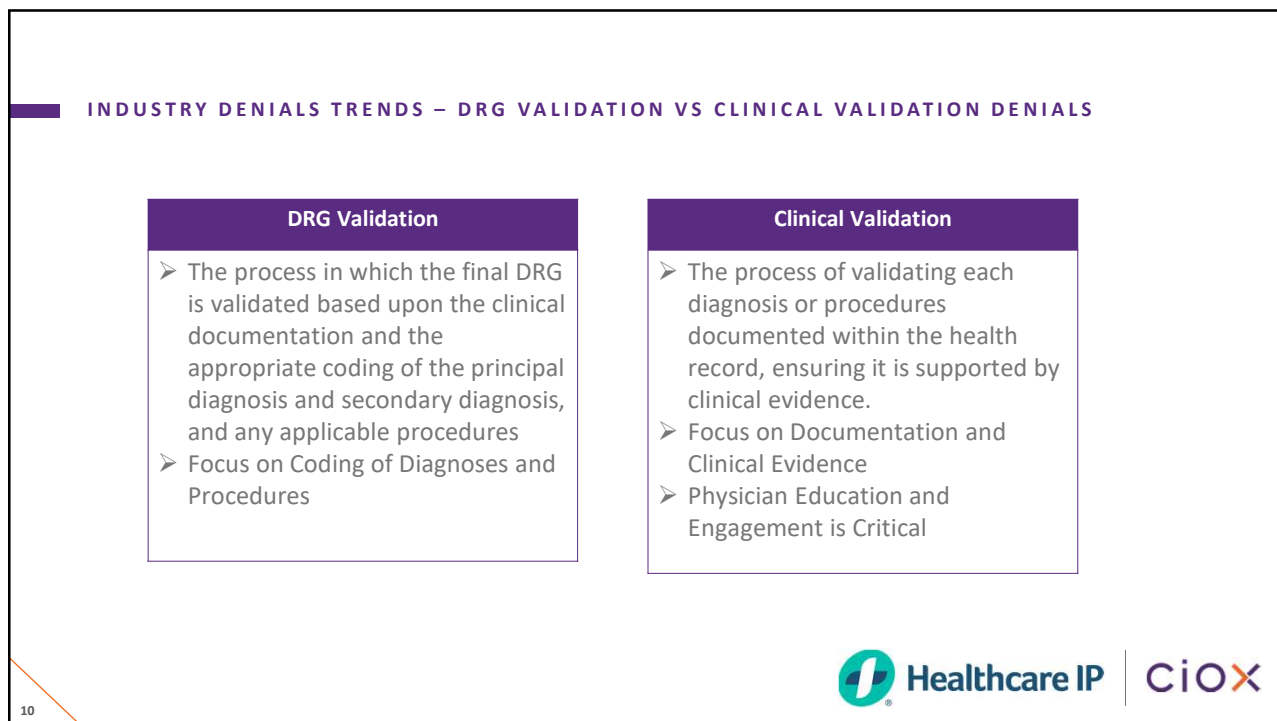 INDUSTRY DENIALS TRENDS – DRG VALIDATION VS CLINICAL VALIDATION DENIALS
DRG Validation
➢ The process in which the final DRG
is validated based upon the clinical
documentation and the
appropriate coding of the principal
diagnosis and secondary diagnosis,
and any applicable procedures
➢ Focus on Coding of Diagnoses and
Procedures
Clinical Validation
➢ The process of validating each
diagnosis or procedures
documented within the health
record, ensuring it is supported by
clinical evidence.
➢ Focus on Documentation and
Clinical Evidence
➢ Physician Education and
Engagement is Critical
® Healthcare IP
ciox
10